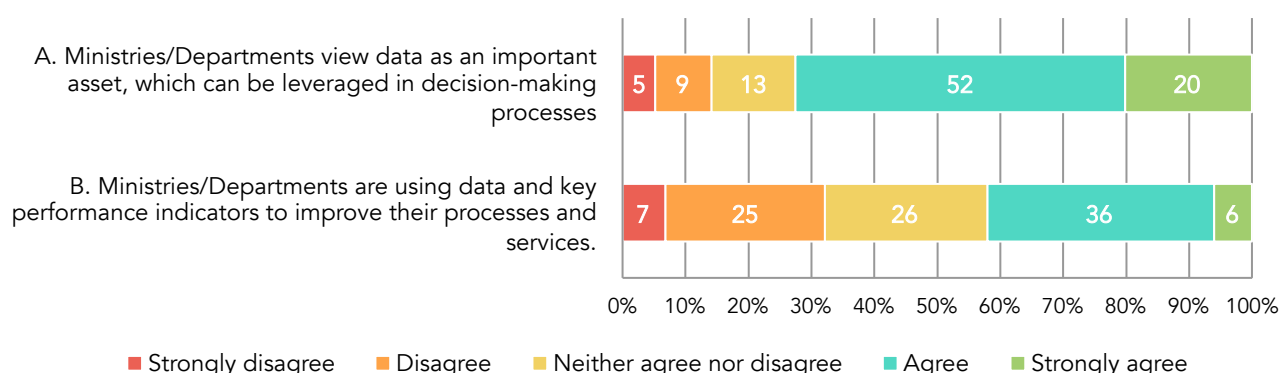 A. Ministries/Departments view data as an important
asset, which can be leveraged in decision-making
processes
5 9 13 52 20
B. Ministries/Departments are using data and key
performance indicators to improve their processes and
services.
7 25 26 36 6
0% 10% 20% 30% 40% 50% 60% 70% 80% 90% 100%
Strongly disagree Disagree Neither agree nor disagree Agree Strongly agree